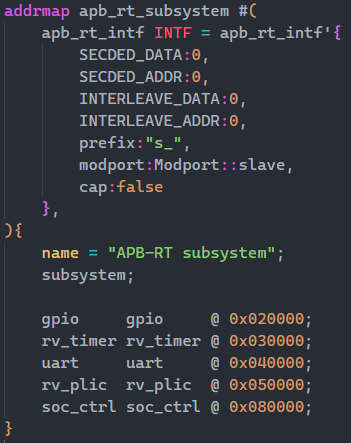 addrmap apb_rt_subsystem #(
    apb_rt_intf INTF = apb_rt_intf'{
        SECDED_DATA:0,
        SECDED_ADDR:0,
        INTERLEAVE_DATA:0,
        INTERLEAVE_ADDR:0,
        prefix:"s_",
        modport:Modport::slave,
        cap:false
    },
){
    name = "APB-RT subsystem";
    subsystem;

    gpio     gpio     @ 0x020000;
    rv_timer rv_timer @ 0x030000;
    uart     uart     @ 0x040000;
    rv_plic  rv_plic  @ 0x050000;
    soc_ctrl soc_ctrl @ 0x080000;
}